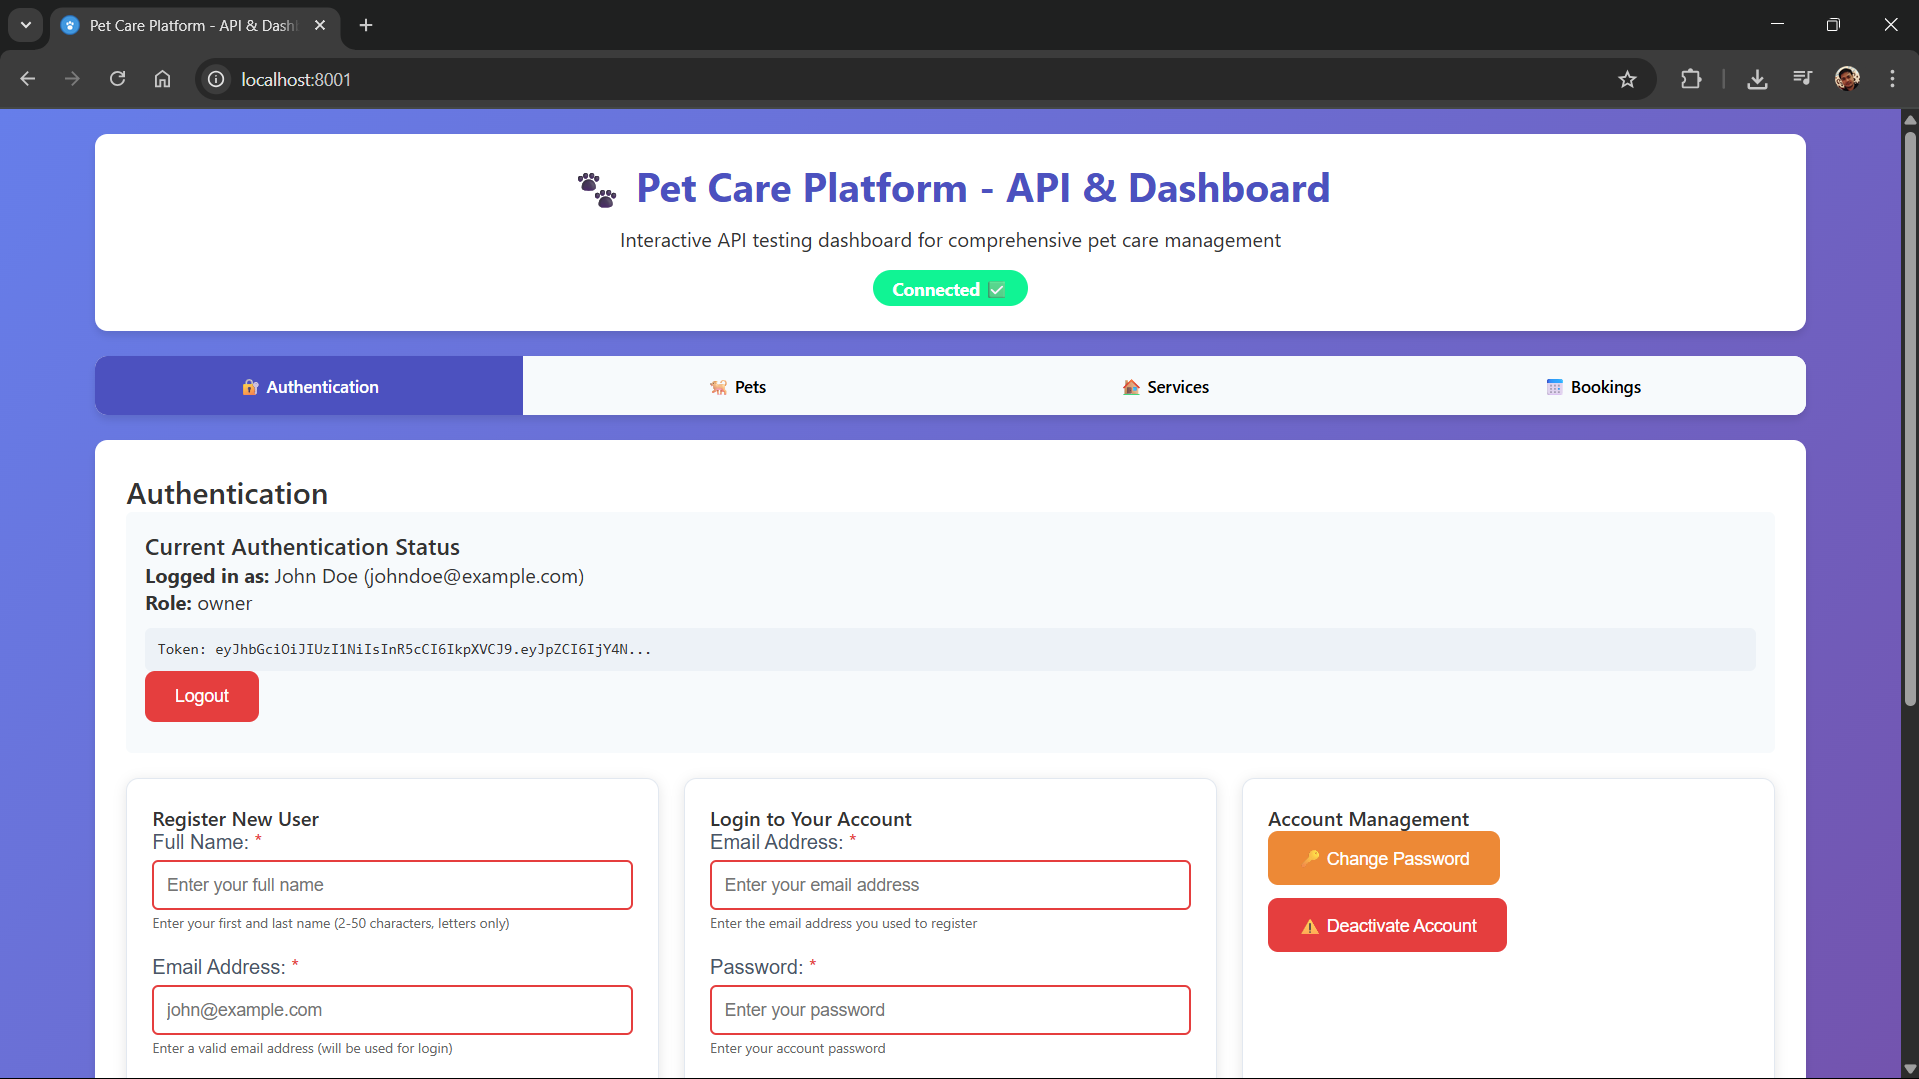 Pet Care Platform - API & Dash
localhost:8001
Pet Care Platform - API & Dashboard
Interactive API testing dashboard for comprehensive pet care management
Connected ✅
Authentication
Pets
Services
Bookings
Authentication
Current Authentication Status
Logged in as: John Doe (johndoe@example.com)
Role: owner
Token: eyJhbGciOiJIUzI1NiIsInR5cCI6IkpXVCJ9.eyJpZCI6IjY4N...
Logout
Register New User
Full Name: *
Enter your full name
Enter your first and last name (2-50 characters, letters only)
Email Address: *
john@example.com
Enter a valid email address (will be used for login)
Login to Your Account
Email Address: *
Enter your email address
Enter the email address you used to register
Password: *
Enter your password
Enter your account password
Account Management
Change Password
Deactivate Account